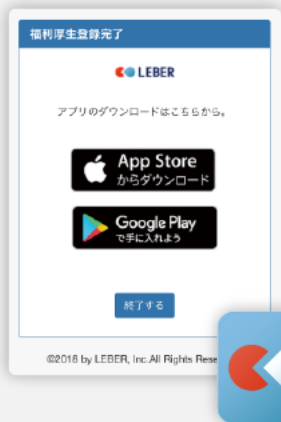 福利厚生登録完了
LEBER
アプリのダウンロードはこちらから。
App Store
からダウンロード
Google Play
で手に入れよう
終了する
©2018 by LEBER, Inc.All Rights Rese